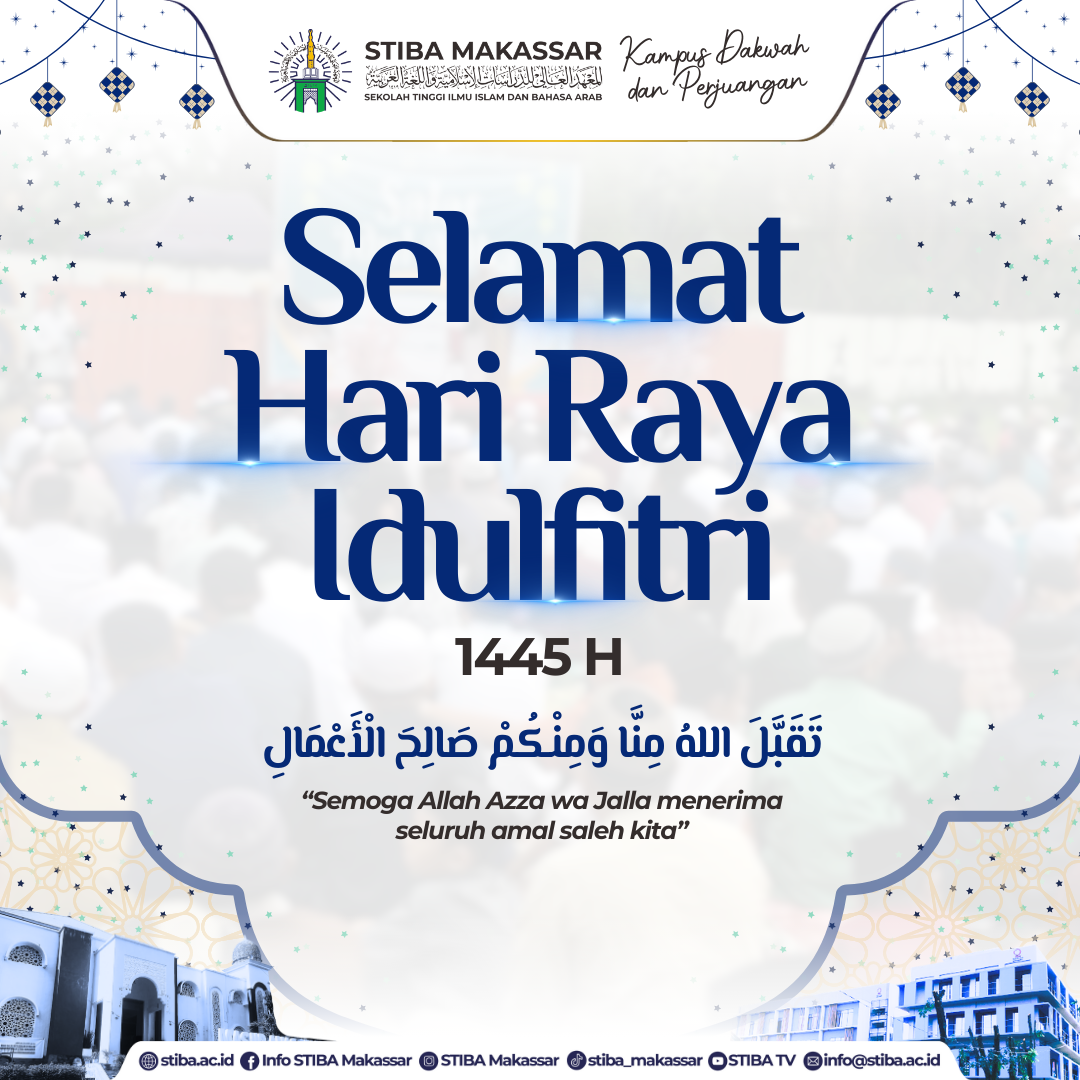 STIBA MAKASSAR
المعهد العالي للدراسات الإسلامية واللغة العربية
SEKOLAH TINGGI ILMU ISLAM DAN BAHASA ARAB
Kampus Dakwah
dan Perjuangan
Selamat
Hari Raya
Idulfitri
1445 H
تَقَبَّلَ اللهُ مِنَّا وَمِنْكُمْ صَالِحَ الْأَعْمَالِ
“Semoga Allah Azza wa Jalla menerima
seluruh amal saleh kita”
stiba.ac.id Info STIBA Makassar STIBA Makassar stiba_makassar STIBA TV info@stiba.ac.id